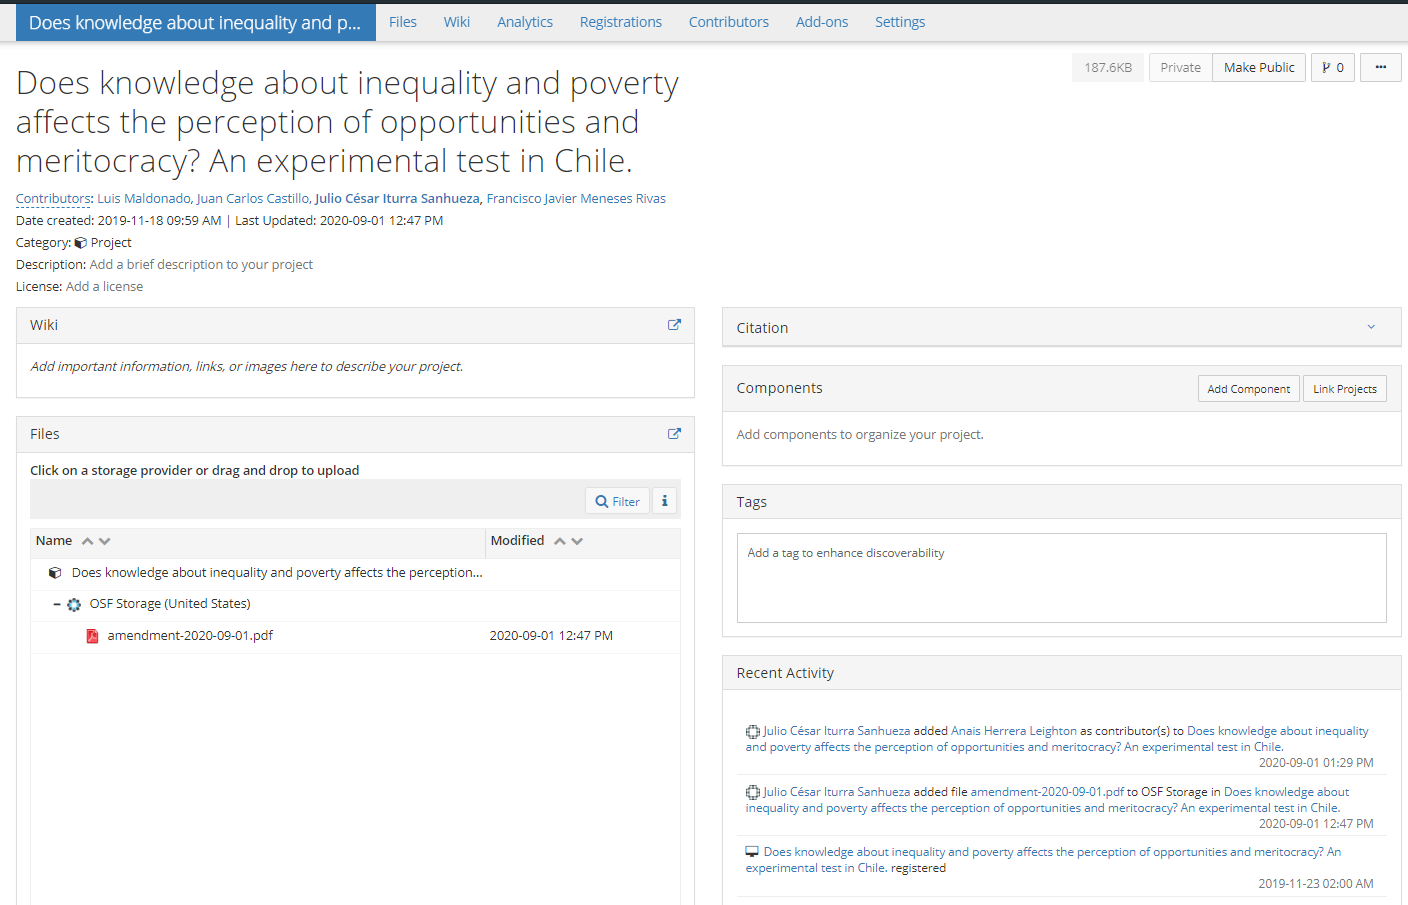 Does knowledge about inequality and p...
Files
Wiki
Analytics
Registrations
Contributors
Add-ons
Settings
187.6KB
Private
Make Public
0
Does knowledge about inequality and poverty
affects the perception of opportunities and
meritocracy? An experimental test in Chile.
Contributors: Luis Maldonado, Juan Carlos Castillo, Julio César Iturra Sanhueza, Francisco Javier Meneses Rivas
Date created: 2019-11-18 09:59 AM | Last Updated: 2020-09-01 12:47 PM
Category: Project
Description: Add a brief description to your project
License: Add a license
Wiki
Add important information, links, or images here to describe your project.
Files
Click on a storage provider or drag and drop to upload
Filter
Name
Modified
Does knowledge about inequality and poverty affects the perception...
OSF Storage (United States)
amendment-2020-09-01.pdf
2020-09-01 12:47 PM
Citation
Components
Add Component
Link Projects
Add components to organize your project.
Tags
Add a tag to enhance discoverability
Recent Activity
Julio César Iturra Sanhueza added Anais Herrera Leighton as contributor(s) to Does knowledge about inequality
and poverty affects the perception of opportunities and meritocracy? An experimental test in Chile.
2020-09-01 01:29 PM
Julio César Iturra Sanhueza added file amendment-2020-09-01.pdf to OSF Storage in Does knowledge about
inequality and poverty affects the perception of opportunities and meritocracy? An experimental test in Chile.
2020-09-01 12:47 PM
Does knowledge about inequality and poverty affects the perception of opportunities and meritocracy? An
experimental test in Chile. registered
2019-11-23 02:00 AM